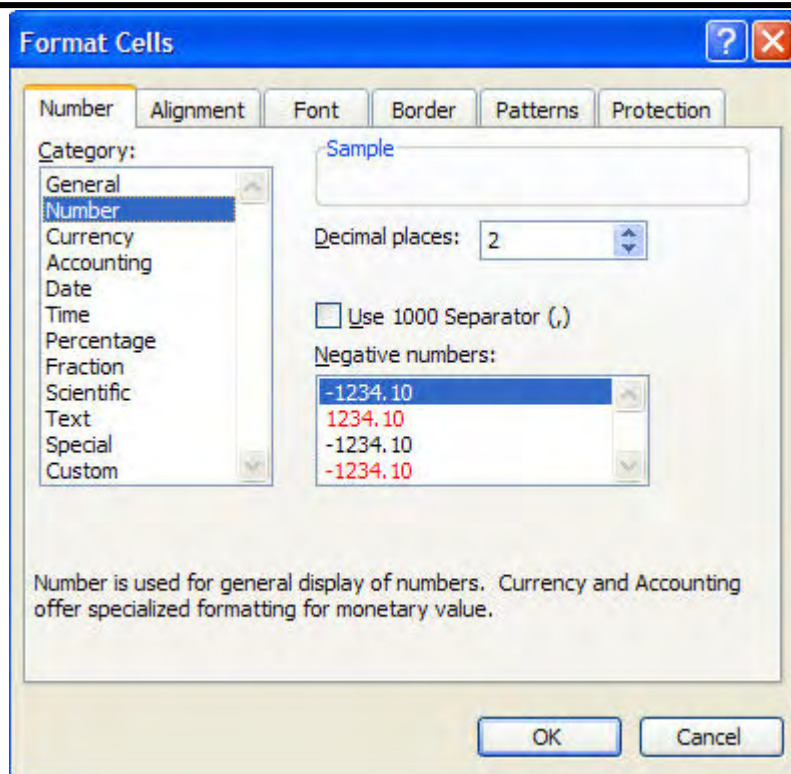 Format Cells
?
Number Alignment Font Border Patterns Protection
Category:
General
Number
Currency
Accounting
Date
Time
Percentage
Fraction
Scientific
Text
Special
Custom
Sample
Decimal places: 2
Use 1000 Separator (,)
Negative numbers:
-1234.10
1234.10
-1234.10
-1234.10
Number is used for general display of numbers. Currency and Accounting
offer specialized formatting for monetary value.
OK Cancel